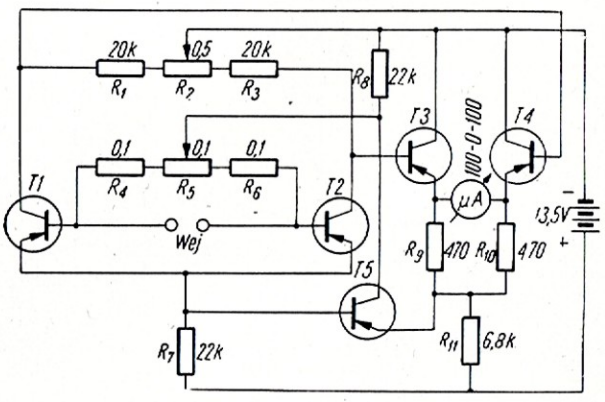 20k 0,5 20k
R1 R2 R3
R8 22k
T3
100-0-100
T4
0,1 0,1 0,1
R4 R5 R6
T1
T2
Wej
µA
−
13,5V
+
R9 470 R10 470
T5
R7 22k
R11 6,8k